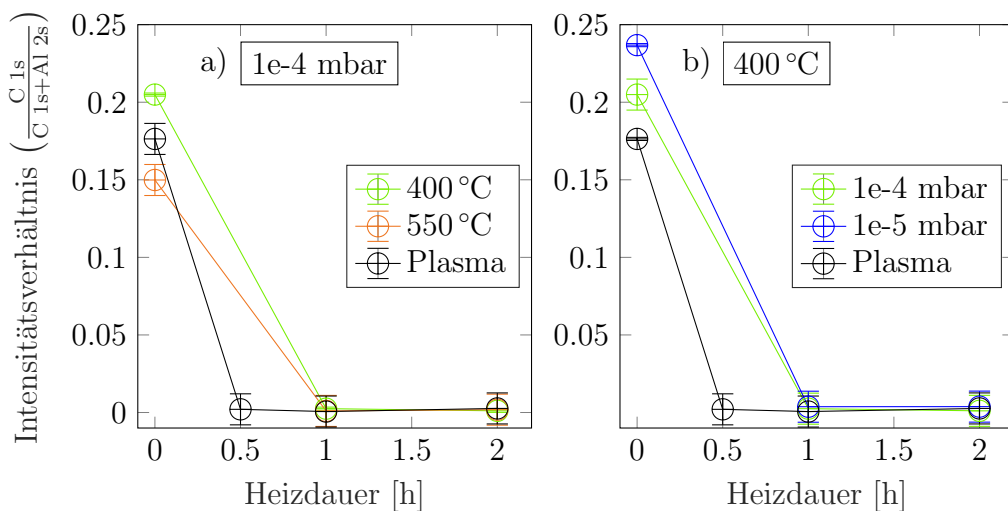 Intensitätsverhältnis (C 1s / C 1s+Al 2s)
0.25
0.2
0.15
0.1
0.05
0
a) 1e-4 mbar
400 °C
550 °C
Plasma
0 0.5 1 1.5 2
Heizdauer [h]
0.25
0.2
0.15
0.1
0.05
0
b) 400 °C
1e-4 mbar
1e-5 mbar
Plasma
0 0.5 1 1.5 2
Heizdauer [h]